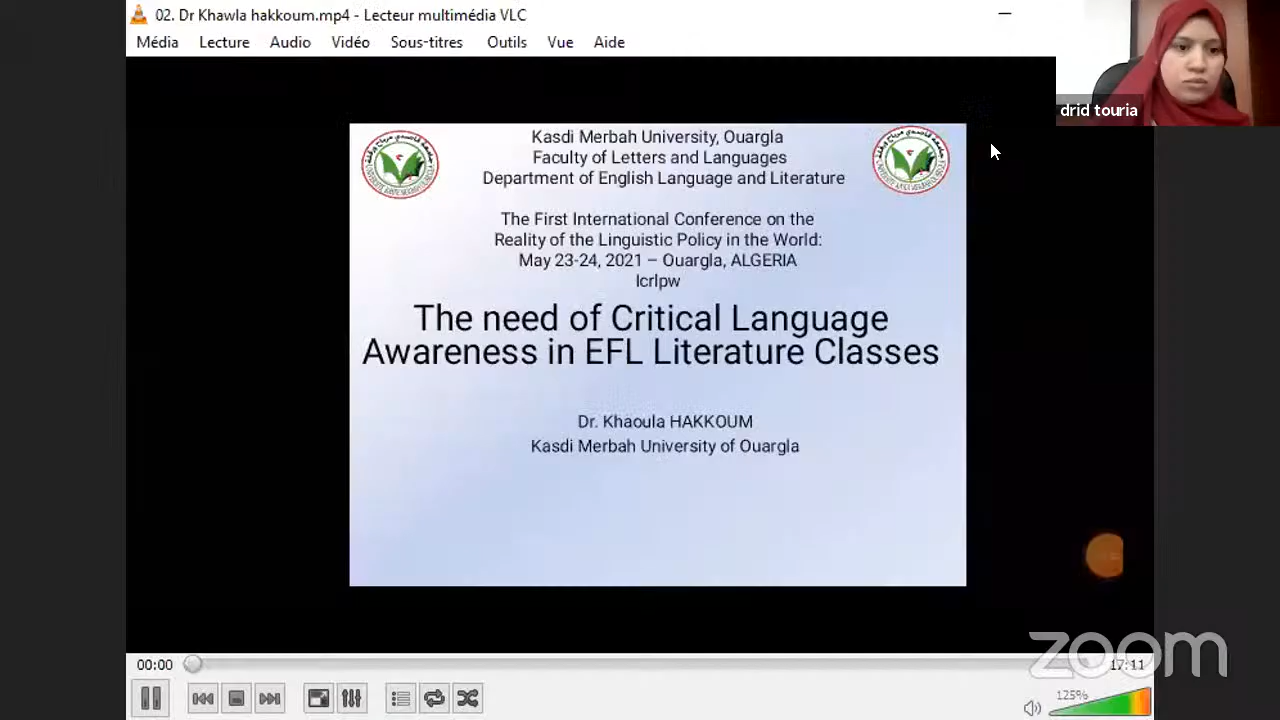 02. Dr Khawla hakkoum.mp4 - Lecteur multimédia VLC
Média Lecture Audio Vidéo Sous-titres Outils Vue Aide
drid touria
Kasdi Merbah University, Ouargla
Faculty of Letters and Languages
Department of English Language and Literature
The First International Conference on the
Reality of the Linguistic Policy in the World:
May 23-24, 2021 – Ouargla, ALGERIA
Icrlpw
The need of Critical Language
Awareness in EFL Literature Classes
Dr. Khaoula HAKKOUM
Kasdi Merbah University of Ouargla
zoom
00:00 17:11
125%